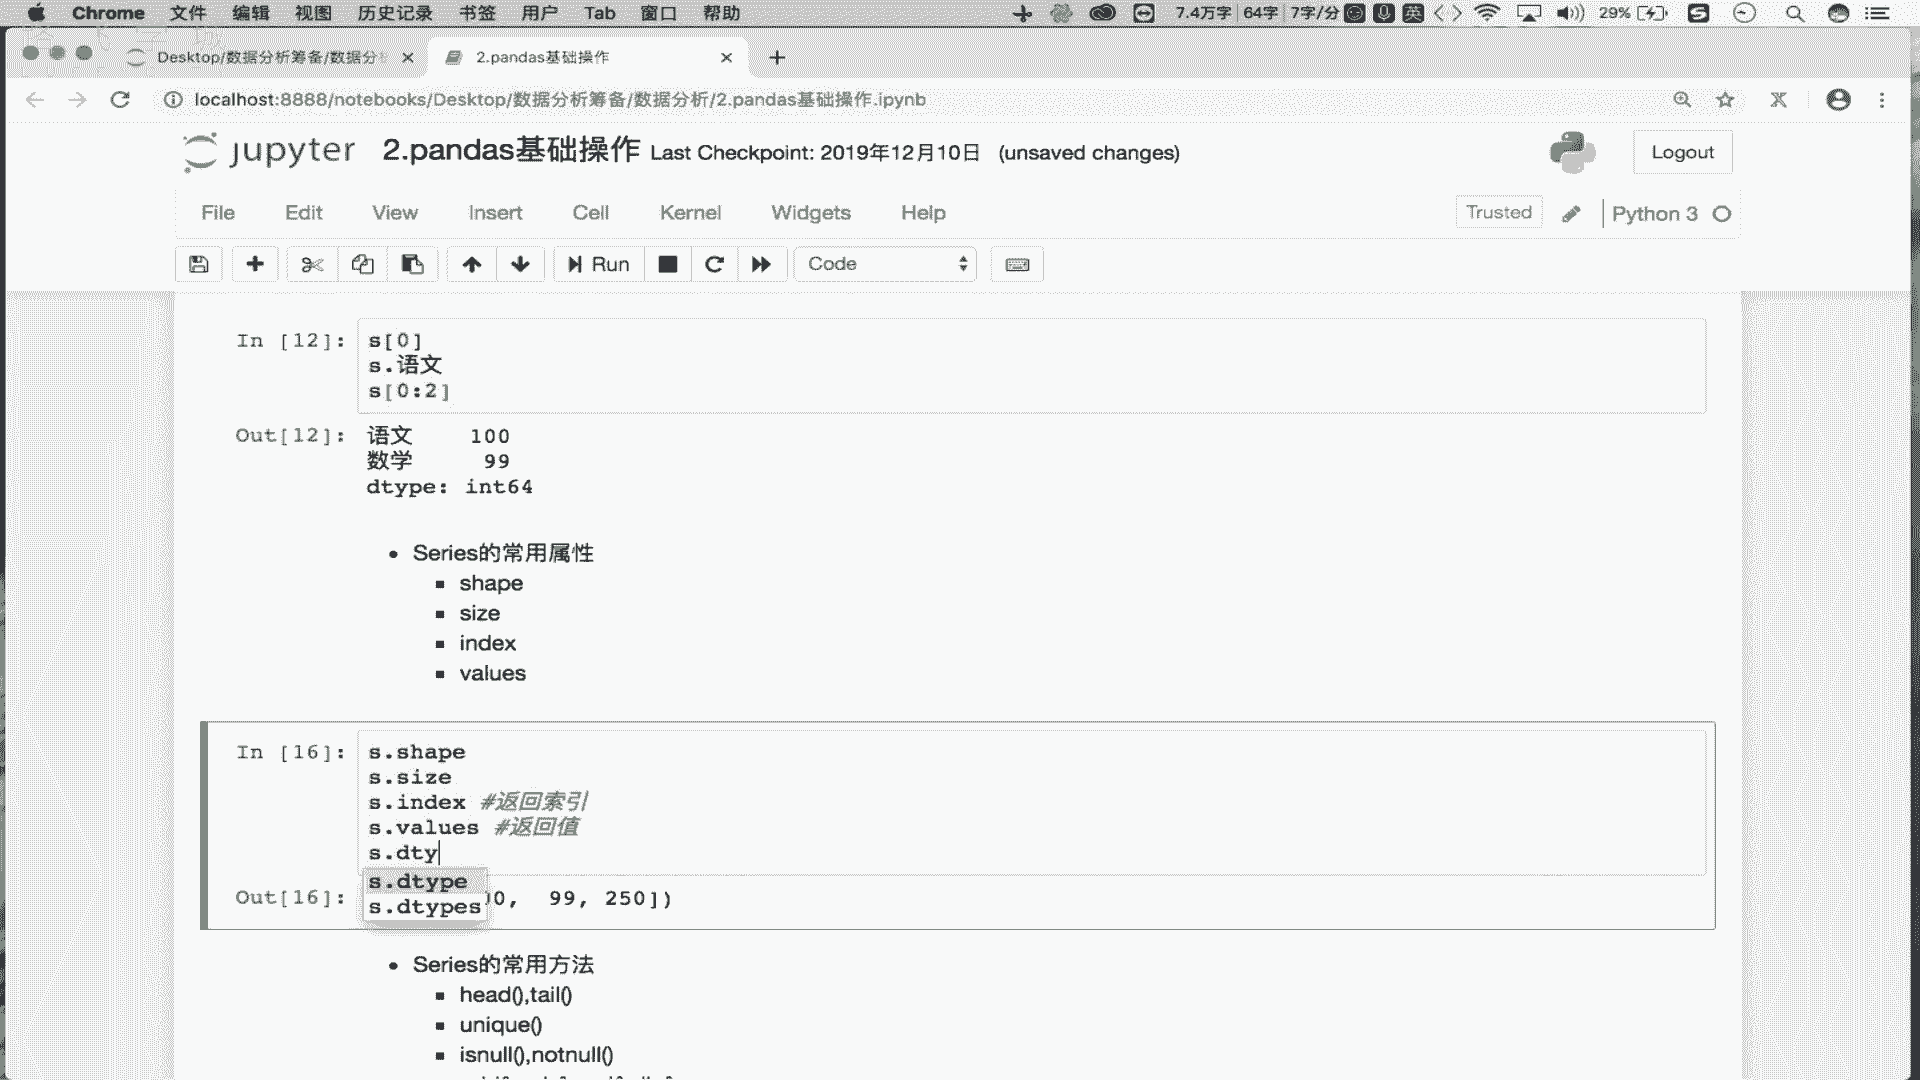 Chrome 文件 编辑 视图 历史记录 书签 用户 Tab 窗口 帮助 7.4万字 64字 7字/分 英 29%
Desktop/数据分析筹备/数据分 2.pandas基础操作
localhost:8888/notebooks/Desktop/数据分析筹备/数据分析/2.pandas基础操作.ipynb
jupyter 2.pandas基础操作 Last Checkpoint: 2019年12月10日 (unsaved changes) Logout
File Edit View Insert Cell Kernel Widgets Help Trusted Python 3
Run Code
In [12]: s[0]
s.语文
s[0:2]
Out[12]: 语文 100
数学 99
dtype: int64
Series的常用属性
shape
size
index
values
In [16]: s.shape
s.size
s.index #返回索引
s.values #返回值
s.dty
s.dtype
Out[16]: 0, 99, 250])
s.dtypes
Series的常用方法
head(),tail()
unique()
isnull(),notnull()